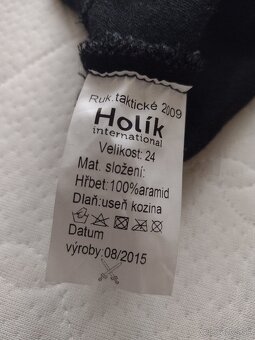 Ruk. taktické 2009
Holík
international
Velikost: 24
Mat. složení:
Hřbet:100%aramid
Dlaň:useň kozina
Datum
výroby:08/2015